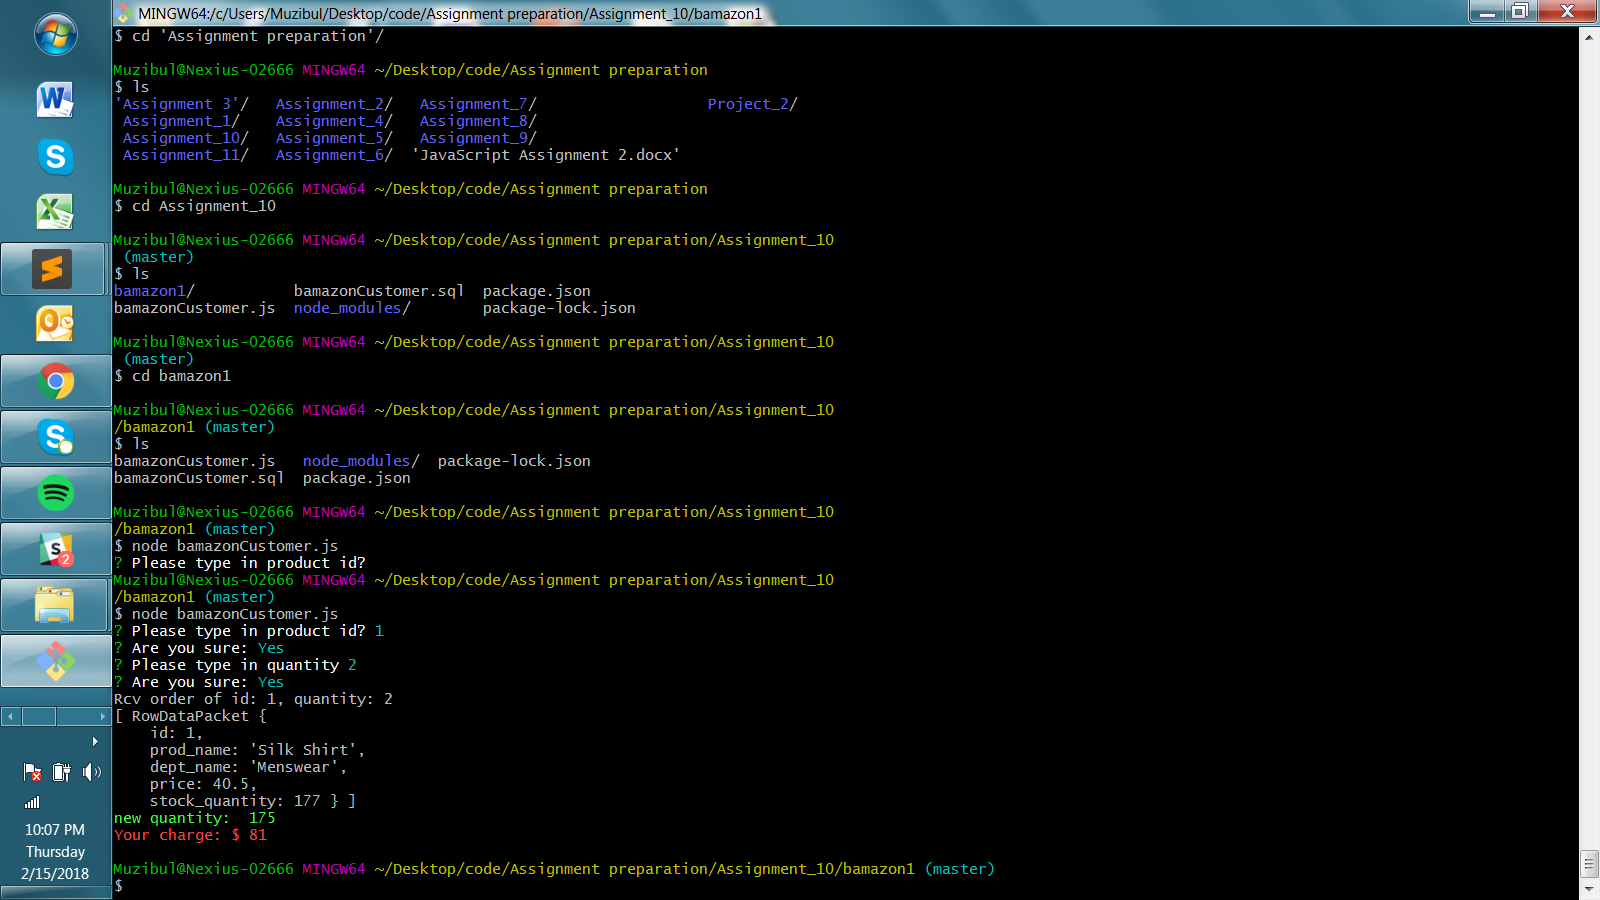 MINGW64:/c/Users/Muzibul/Desktop/code/Assignment preparation/Assignment_10/bamazon1
$ cd 'Assignment preparation'/
Muzibul@Nexius-02666 MINGW64 ~/Desktop/code/Assignment preparation
$ ls
'Assignment 3'/   Assignment_2/   Assignment_7/                   Project_2/
 Assignment_1/    Assignment_4/   Assignment_8/
 Assignment_10/   Assignment_5/   Assignment_9/
 Assignment_11/   Assignment_6/  'JavaScript Assignment 2.docx'
Muzibul@Nexius-02666 MINGW64 ~/Desktop/code/Assignment preparation
$ cd Assignment_10
Muzibul@Nexius-02666 MINGW64 ~/Desktop/code/Assignment preparation/Assignment_10
 (master)
$ ls
bamazon1/           bamazonCustomer.sql  package.json
bamazonCustomer.js  node_modules/        package-lock.json
Muzibul@Nexius-02666 MINGW64 ~/Desktop/code/Assignment preparation/Assignment_10
 (master)
$ cd bamazon1
Muzibul@Nexius-02666 MINGW64 ~/Desktop/code/Assignment preparation/Assignment_10
/bamazon1 (master)
$ ls
bamazonCustomer.js   node_modules/  package-lock.json
bamazonCustomer.sql  package.json
Muzibul@Nexius-02666 MINGW64 ~/Desktop/code/Assignment preparation/Assignment_10
/bamazon1 (master)
$ node bamazonCustomer.js
? Please type in product id?
Muzibul@Nexius-02666 MINGW64 ~/Desktop/code/Assignment preparation/Assignment_10
/bamazon1 (master)
$ node bamazonCustomer.js
? Please type in product id? 1
? Are you sure: Yes
? Please type in quantity 2
? Are you sure: Yes
Rcv order of id: 1, quantity: 2
[ RowDataPacket {
    id: 1,
    prod_name: 'Silk Shirt',
    dept_name: 'Menswear',
    price: 40.5,
    stock_quantity: 177 } ]
new quantity:  175
Your charge: $ 81
Muzibul@Nexius-02666 MINGW64 ~/Desktop/code/Assignment preparation/Assignment_10/bamazon1 (master)
$
2
10:07 PM
Thursday
2/15/2018